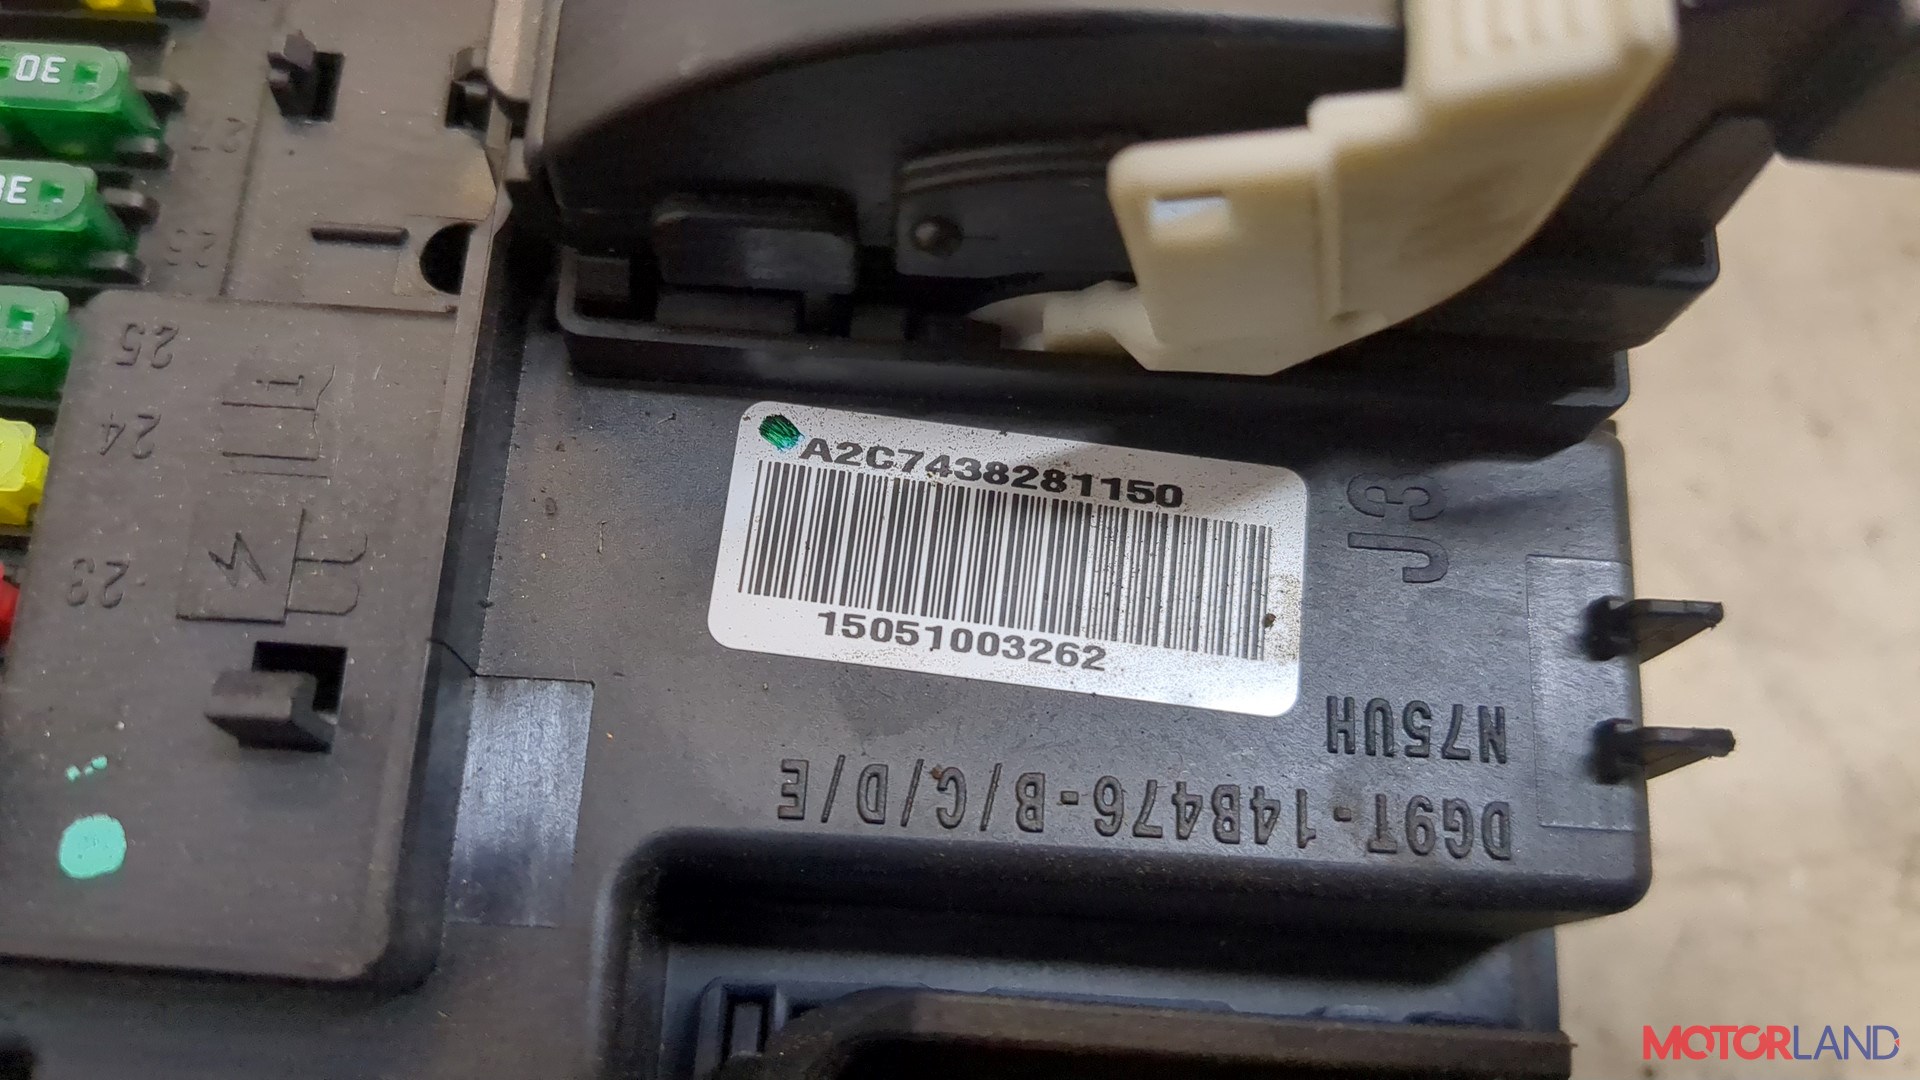 30
25
24
23
A2C7438281150
15051003262
J3
N75UH
DG9T-14B476-B/C/D/E
MOTORLAND